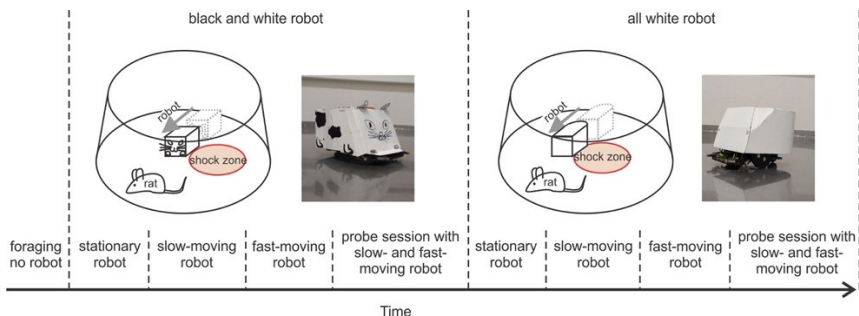 black and white robot
all white robot
robot
shock zone
rat
robot
shock zone
rat
foraging
no robot
stationary
robot
slow-moving
robot
fast-moving
robot
probe session with
slow- and fast-
moving robot
stationary
robot
slow-moving
robot
fast-moving
robot
probe session with
slow- and fast-
moving robot
Time